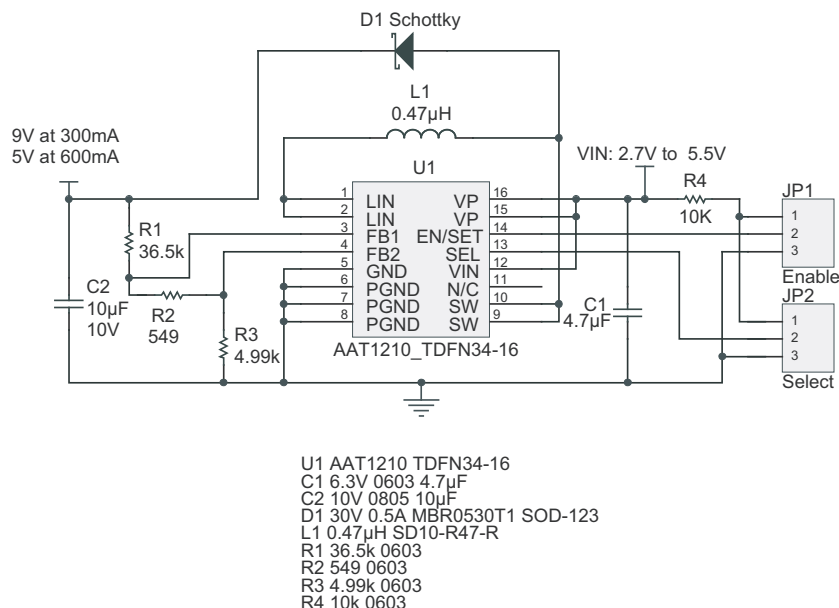 D1 Schottky
L1
0.47µH
9V at 300mA
5V at 600mA
VIN: 2.7V to 5.5V
U1
R4
10K
JP1
1
2
3
Enable
JP2
1
2
3
Select
R1
36.5k
C2
10µF
10V
R2
549
R3
4.99k
1 LIN VP 16
2 LIN VP 15
3 FB1 EN/SET 14
4 FB2 SEL 13
5 GND VIN 12
6 PGND N/C 11
7 PGND SW 10
8 PGND SW 9
C1
4.7µF
AAT1210_TDFN34-16
U1 AAT1210 TDFN34-16
C1 6.3V 0603 4.7µF
C2 10V 0805 10µF
D1 30V 0.5A MBR0530T1 SOD-123
L1 0.47µH SD10-R47-R
R1 36.5k 0603
R2 549 0603
R3 4.99k 0603
R4 10k 0603